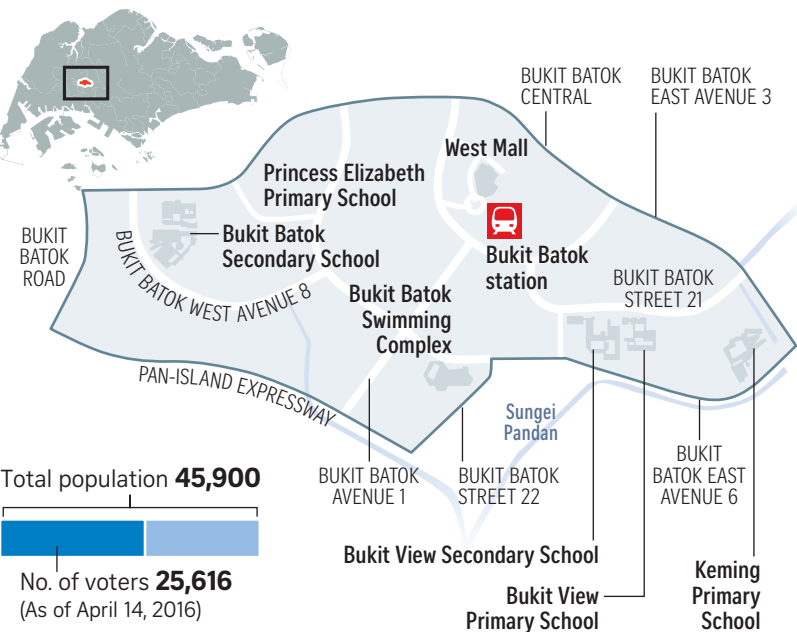 BUKIT BATOK
CENTRAL
BUKIT BATOK
EAST AVENUE 3
West Mall
Princess Elizabeth
Primary School
BUKIT
BATOK
ROAD
Bukit Batok
Secondary School
BUKIT BATOK WEST AVENUE 8
Bukit Batok
station
BUKIT BATOK
STREET 21
Bukit Batok
Swimming
Complex
PAN-ISLAND EXPRESSWAY
Sungei
Pandan
BUKIT BATOK
AVENUE 1
BUKIT BATOK
STREET 22
BUKIT
BATOK EAST
AVENUE 6
Total population 45,900
No. of voters 25,616
(As of April 14, 2016)
Bukit View Secondary School
Bukit View
Primary School
Keming
Primary
School